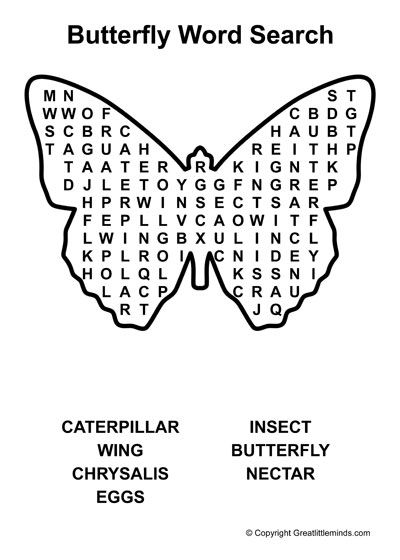 Butterfly Word Search
M N S T
W W O F C B D G
S C B R C H A U B T
T A G U A H R E I T H P
T A A T E R R K I G N T K
D J L E T O Y G G F N G R E P
H P R W I N S E C T S A R
F E P L L V C A O W I T F
L W I N G B X U L I N C L
K P L R O I C N I D E Y
H O L Q L K S S N I
L A C P C R A U
R T J Q
CATERPILLAR INSECT
WING BUTTERFLY
CHRYSALIS NECTAR
EGGS
© Copyright Greatlittleminds.com